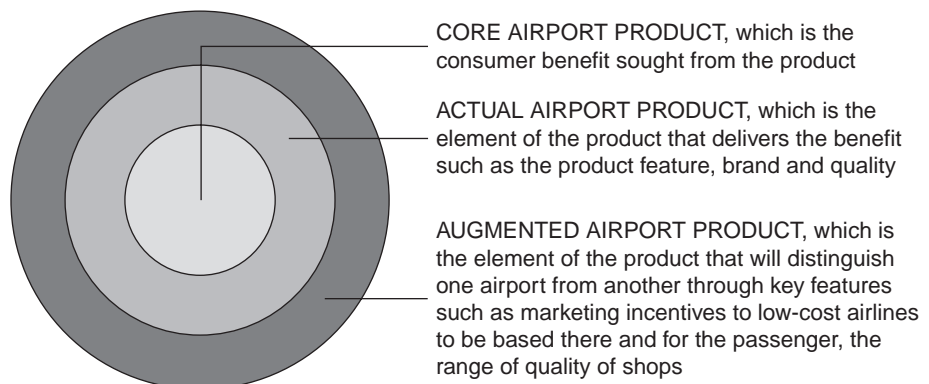 CORE AIRPORT PRODUCT, which is the
consumer benefit sought from the product
ACTUAL AIRPORT PRODUCT, which is the
element of the product that delivers the benefit
such as the product feature, brand and quality
AUGMENTED AIRPORT PRODUCT, which is
the element of the product that will distinguish
one airport from another through key features
such as marketing incentives to low-cost airlines
to be based there and for the passenger, the
range of quality of shops